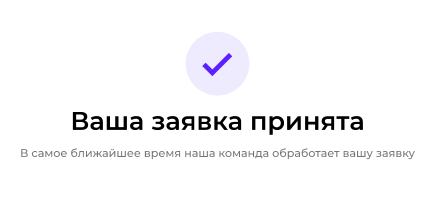 Ваша заявка принята
В самое ближайшее время наша команда обработает вашу заявку